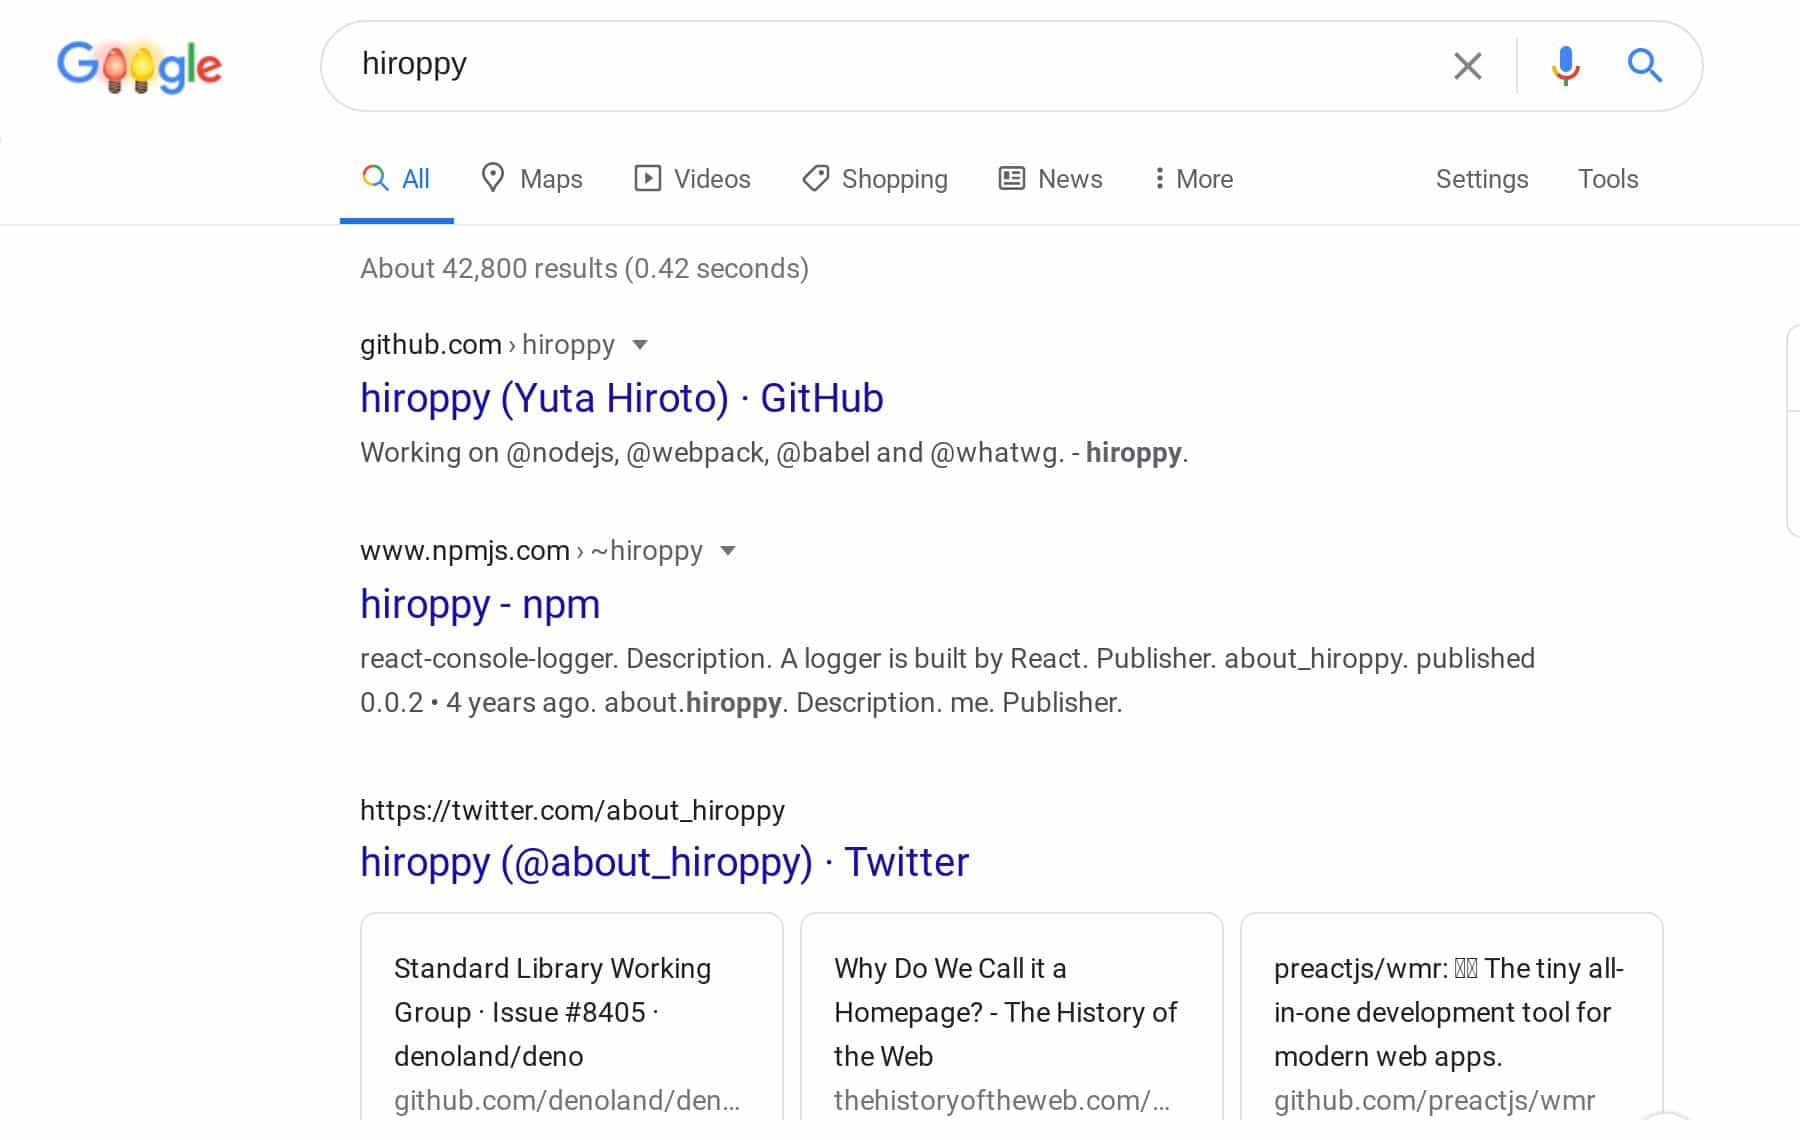 Google
hiroppy
All Maps Videos Shopping News More Settings Tools
About 42,800 results (0.42 seconds)
github.com › hiroppy
hiroppy (Yuta Hiroto) · GitHub
Working on @nodejs, @webpack, @babel and @whatwg. - hiroppy.
www.npmjs.com › ~hiroppy
hiroppy - npm
react-console-logger. Description. A logger is built by React. Publisher. about_hiroppy. published
0.0.2 • 4 years ago. about.hiroppy. Description. me. Publisher.
https://twitter.com/about_hiroppy
hiroppy (@about_hiroppy) · Twitter
Standard Library Working
Group · Issue #8405 ·
denoland/deno
github.com/denoland/den...
Why Do We Call it a
Homepage? - The History of
the Web
thehistoryoftheweb.com/...
preactjs/wmr: The tiny all-
in-one development tool for
modern web apps.
github.com/preactjs/wmr